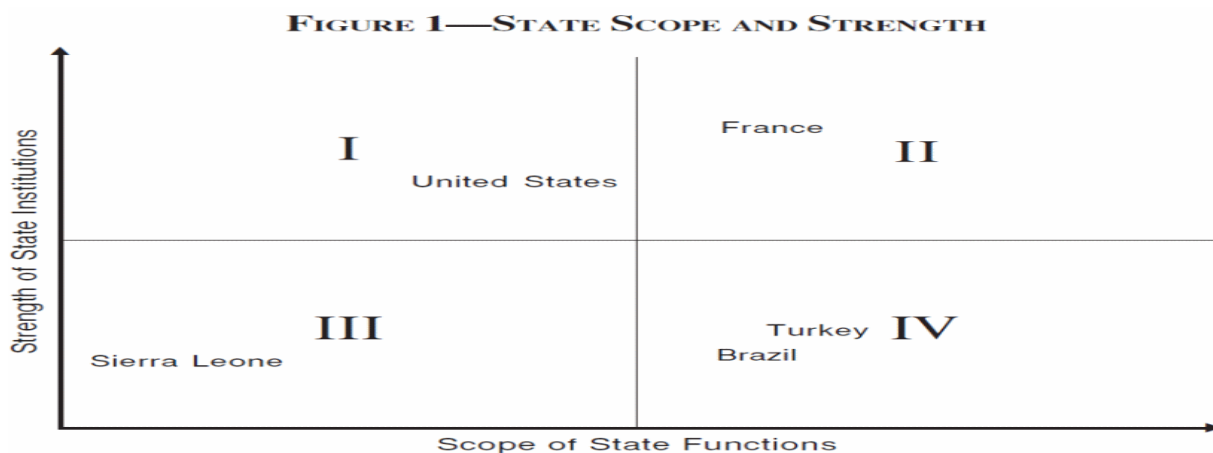 FIGURE 1—STATE SCOPE AND STRENGTH
Strength of State Institutions
France
I
II
United States
III
IV
Turkey
Brazil
Sierra Leone
Scope of State Functions